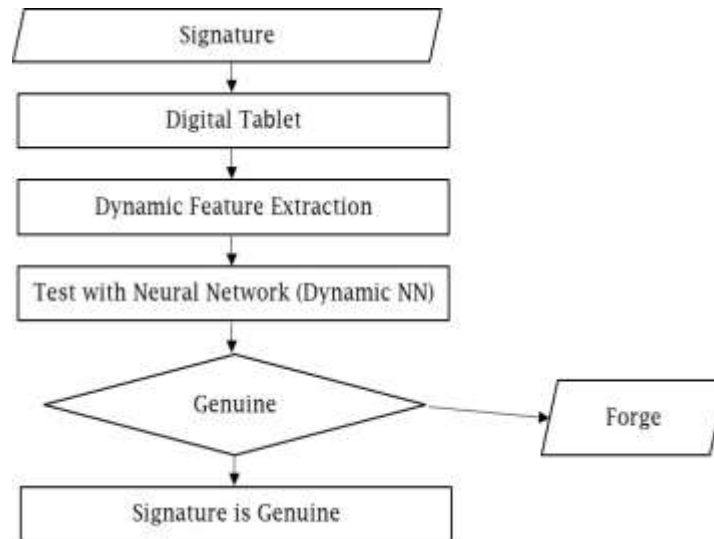 Signature
Digital Tablet
Dynamic Feature Extraction
Test with Neural Network (Dynamic NN)
Genuine
Forge
Signature is Genuine